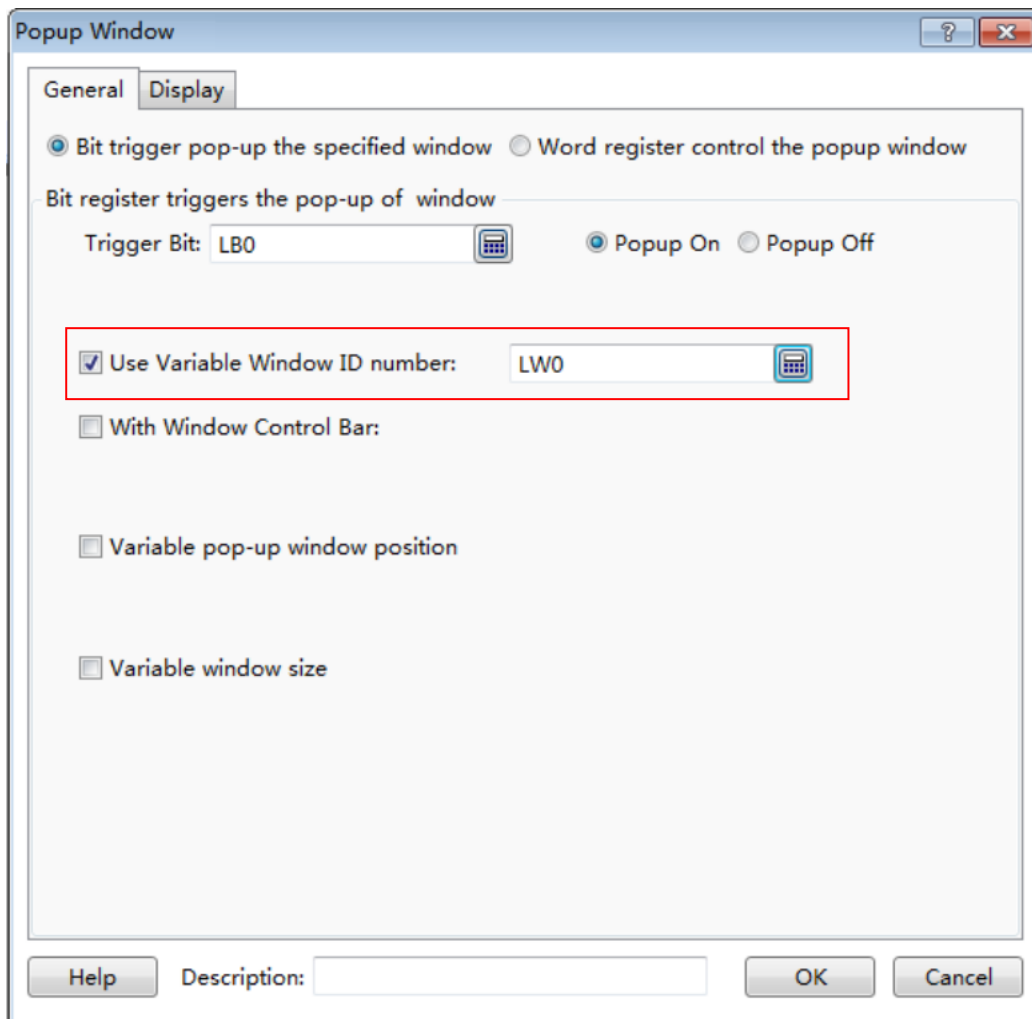 Popup Window
General Display
Bit trigger pop-up the specified window Word register control the popup window
Bit register triggers the pop-up of window
Trigger Bit: LB0 Popup On Popup Off
Use Variable Window ID number: LW0
With Window Control Bar:
Variable pop-up window position
Variable window size
Help Description: OK Cancel